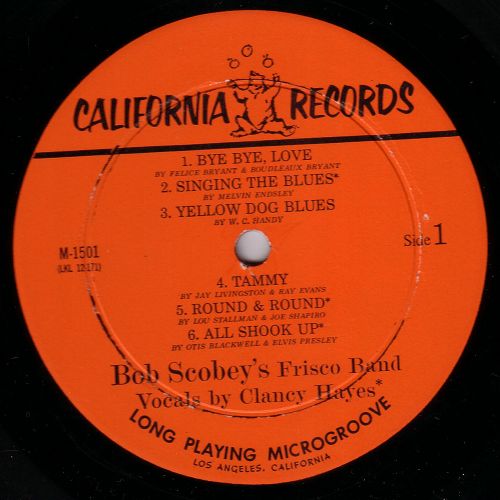 CALIFORNIA RECORDS
1. BYE BYE, LOVE
BY FELICE BRYANT & BOUDLEAUX BRYANT
2. SINGING THE BLUES*
BY MELVIN ENDSLEY
3. YELLOW DOG BLUES
BY W. C. HANDY
M-1501
(LKL 12-171)
Side 1
4. TAMMY
BY JAY LIVINGSTON & RAY EVANS
5. ROUND & ROUND*
BY LOU STALLMAN & JOE SHAPIRO
6. ALL SHOOK UP*
BY OTIS BLACKWELL & ELVIS PRESLEY
Bob Scobey's Frisco Band
Vocals by Clancy Hayes*
LONG PLAYING MICROGROOVE
LOS ANGELES, CALIFORNIA